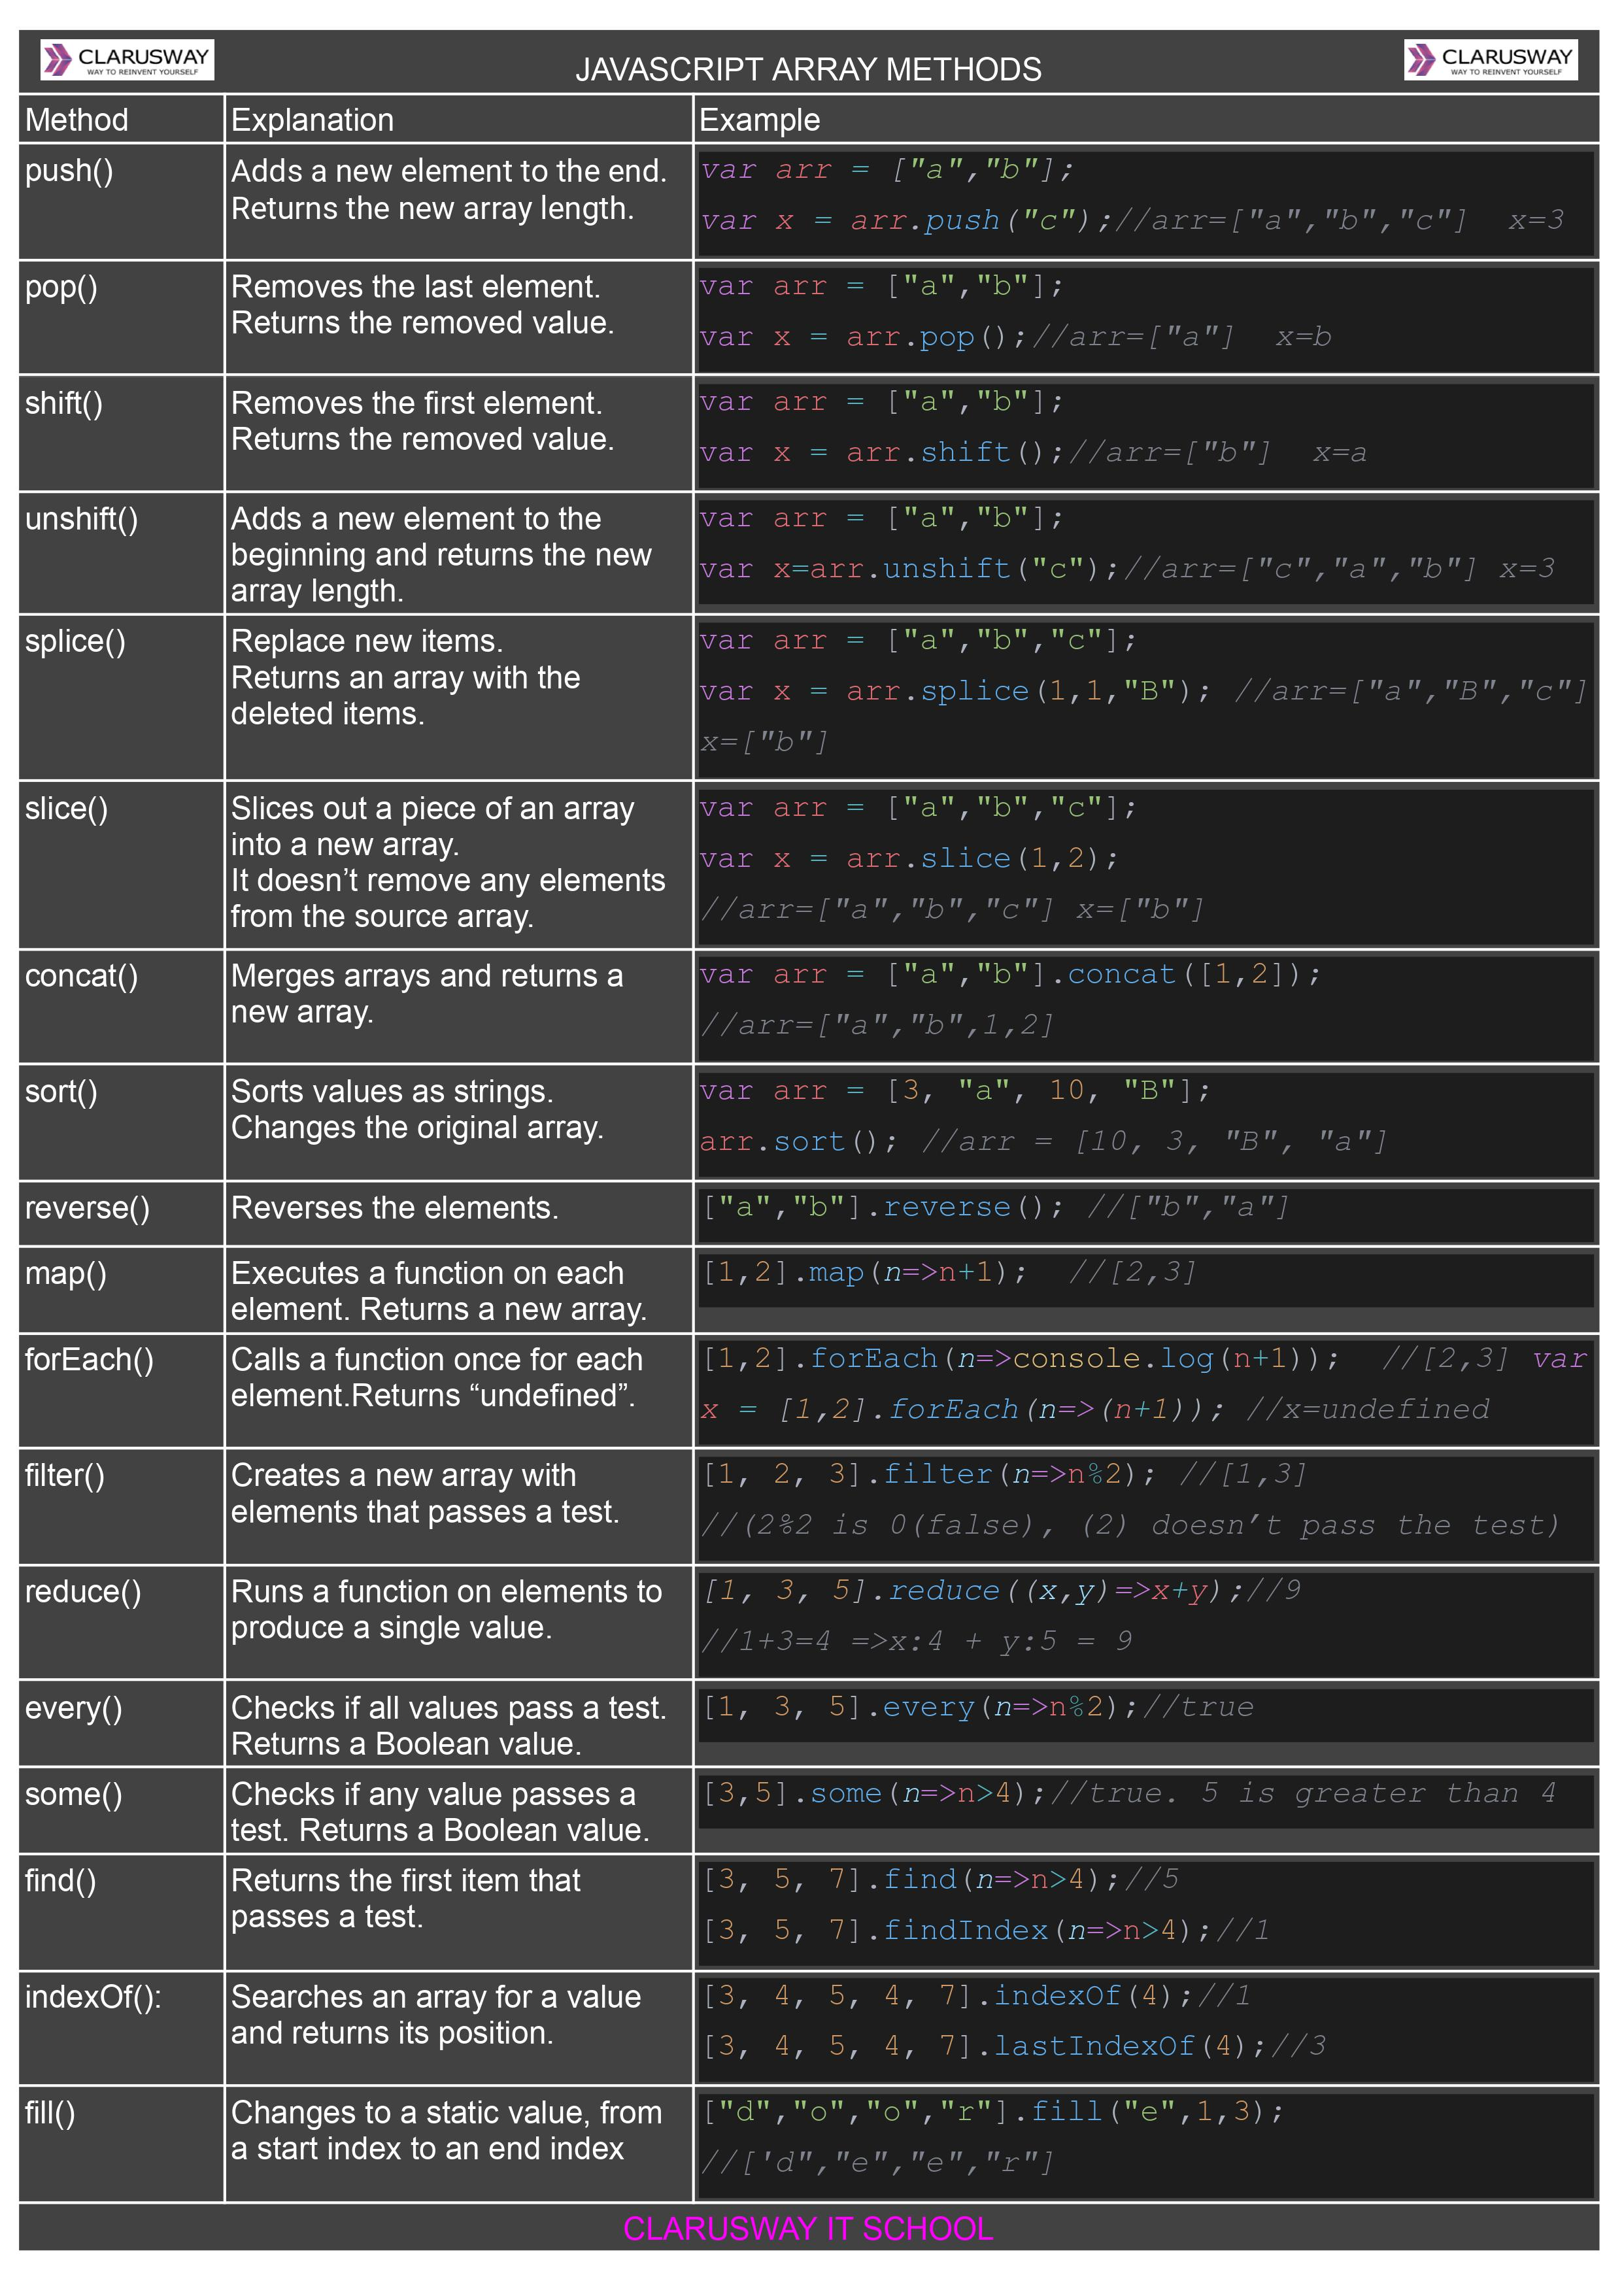 CLARUSWAY
WAY TO REINVENT YOURSELF
JAVASCRIPT ARRAY METHODS
CLARUSWAY
WAY TO REINVENT YOURSELF
Method
Explanation
Example
push()
Adds a new element to the end.
Returns the new array length.
var arr = ["a","b"];
var x = arr.push("c");//arr=["a","b","c"]  x=3
pop()
Removes the last element.
Returns the removed value.
var arr = ["a","b"];
var x = arr.pop();//arr=["a"]  x=b
shift()
Removes the first element.
Returns the removed value.
var arr = ["a","b"];
var x = arr.shift();//arr=["b"]  x=a
unshift()
Adds a new element to the
beginning and returns the new
array length.
var arr = ["a","b"];
var x=arr.unshift("c");//arr=["c","a","b"] x=3
splice()
Replace new items.
Returns an array with the
deleted items.
var arr = ["a","b","c"];
var x = arr.splice(1,1,"B"); //arr=["a","B","c"]
x=["b"]
slice()
Slices out a piece of an array
into a new array.
It doesn’t remove any elements
from the source array.
var arr = ["a","b","c"];
var x = arr.slice(1,2);
//arr=["a","b","c"] x=["b"]
concat()
Merges arrays and returns a
new array.
var arr = ["a","b"].concat([1,2]);
//arr=["a","b",1,2]
sort()
Sorts values as strings.
Changes the original array.
var arr = [3, "a", 10, "B"];
arr.sort(); //arr = [10, 3, "B", "a"]
reverse()
Reverses the elements.
["a","b"].reverse(); //["b","a"]
map()
Executes a function on each
element. Returns a new array.
[1,2].map(n=>n+1);  //[2,3]
forEach()
Calls a function once for each
element.Returns “undefined”.
[1,2].forEach(n=>console.log(n+1));  //[2,3] var
x = [1,2].forEach(n=>(n+1)); //x=undefined
filter()
Creates a new array with
elements that passes a test.
[1, 2, 3].filter(n=>n%2); //[1,3]
//(2%2 is 0(false), (2) doesn’t pass the test)
reduce()
Runs a function on elements to
produce a single value.
[1, 3, 5].reduce((x,y)=>x+y);//9
//1+3=4 =>x:4 + y:5 = 9
every()
Checks if all values pass a test.
Returns a Boolean value.
[1, 3, 5].every(n=>n%2);//true
some()
Checks if any value passes a
test. Returns a Boolean value.
[3,5].some(n=>n>4);//true. 5 is greater than 4
find()
Returns the first item that
passes a test.
[3, 5, 7].find(n=>n>4);//5
[3, 5, 7].findIndex(n=>n>4);//1
indexOf():
Searches an array for a value
and returns its position.
[3, 4, 5, 4, 7].indexOf(4);//1
[3, 4, 5, 4, 7].lastIndexOf(4);//3
fill()
Changes to a static value, from
a start index to an end index
["d","o","o","r"].fill("e",1,3);
//['d","e","e","r"]
CLARUSWAY IT SCHOOL